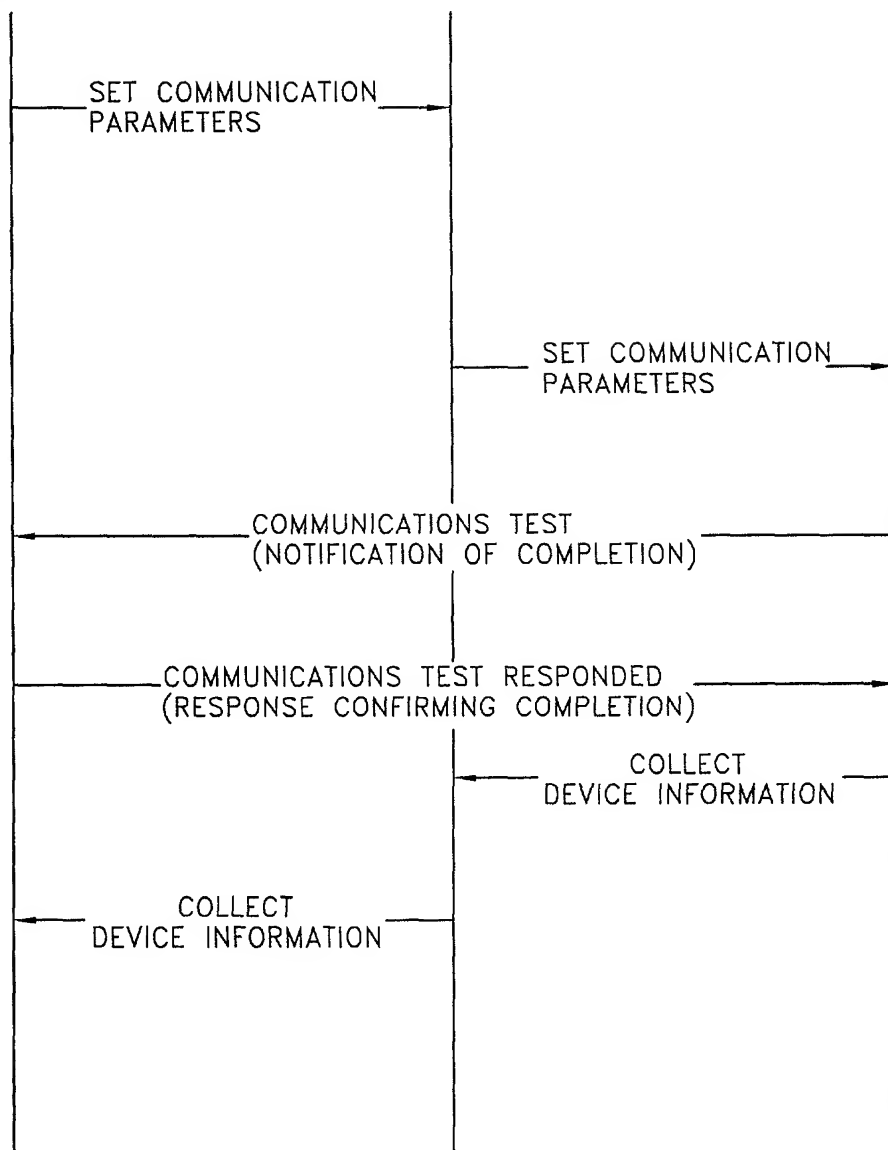 SET COMMUNICATION
PARAMETERS
SET COMMUNICATION
PARAMETERS
COMMUNICATIONS TEST
(NOTIFICATION OF COMPLETION)
COMMUNICATIONS TEST RESPONDED
(RESPONSE CONFIRMING COMPLETION)
COLLECT
DEVICE INFORMATION
COLLECT
DEVICE INFORMATION